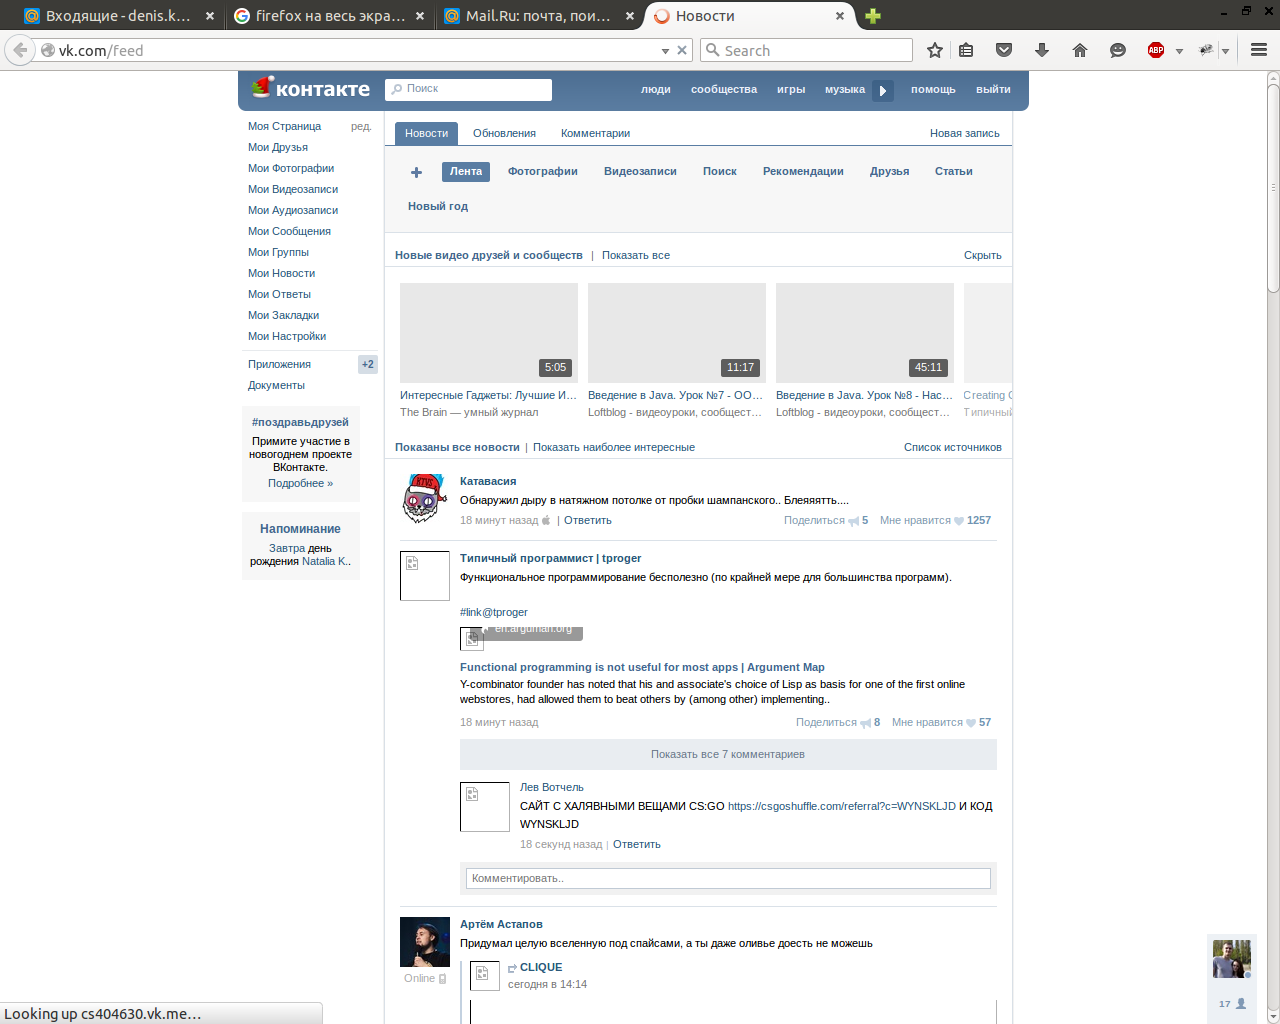 Входящие - denis.k...
firefox на весь экра...
Mail.Ru: почта, пои...
Новости
vk.com/feed
Search
ABP
контакте
Поиск
люди
сообщества
игры
музыка
помощь
выйти
Моя Страница
ред.
Мои Друзья
Мои Фотографии
Мои Видеозаписи
Мои Аудиозаписи
Мои Сообщения
Мои Группы
Мои Новости
Мои Ответы
Мои Закладки
Мои Настройки
Приложения
+2
Документы
#поздравьдрузей
Примите участие в
новогоднем проекте
ВКонтакте.
Подробнее »
Напоминание
Завтра день
рождения Natalia K..
Новости
Обновления
Комментарии
Новая запись
Лента
Фотографии
Видеозаписи
Поиск
Рекомендации
Друзья
Статьи
Новый год
Новые видео друзей и сообществ | Показать все
Скрыть
5:05
11:17
45:11
Интересные Гаджеты: Лучшие И...
Введение в Java. Урок №7 - ОО...
Введение в Java. Урок №8 - Нас...
Creating
The Brain — умный журнал
Loftblog - видеоуроки, сообщест...
Loftblog - видеоуроки, сообщест...
Типичный
Показаны все новости | Показать наиболее интересные
Список источников
Катавасия
Обнаружил дыру в натяжном потолке от пробки шампанского.. Блеяяятть....
18 минут назад | Ответить
Поделиться 5 Мне нравится 1257
Типичный программист | tproger
Функциональное программирование бесполезно (по крайней мере для большинства программ).
#link@tproger
en.arguman.org
Functional programming is not useful for most apps | Argument Map
Y-combinator founder has noted that his and associate's choice of Lisp as basis for one of the first online
webstores, had allowed them to beat others by (among other) implementing..
18 минут назад
Поделиться 8 Мне нравится 57
Показать все 7 комментариев
Лев Вотчель
САЙТ С ХАЛЯВНЫМИ ВЕЩАМИ CS:GO https://csgoshuffle.com/referral?c=WYNSKLJD И КОД
WYNSKLJD
18 секунд назад | Ответить
Комментировать..
Артём Астапов
Придумал целую вселенную под спайсами, а ты даже оливье доесть не можешь
Online
CLIQUE
сегодня в 14:14
17
Looking up cs404630.vk.me...